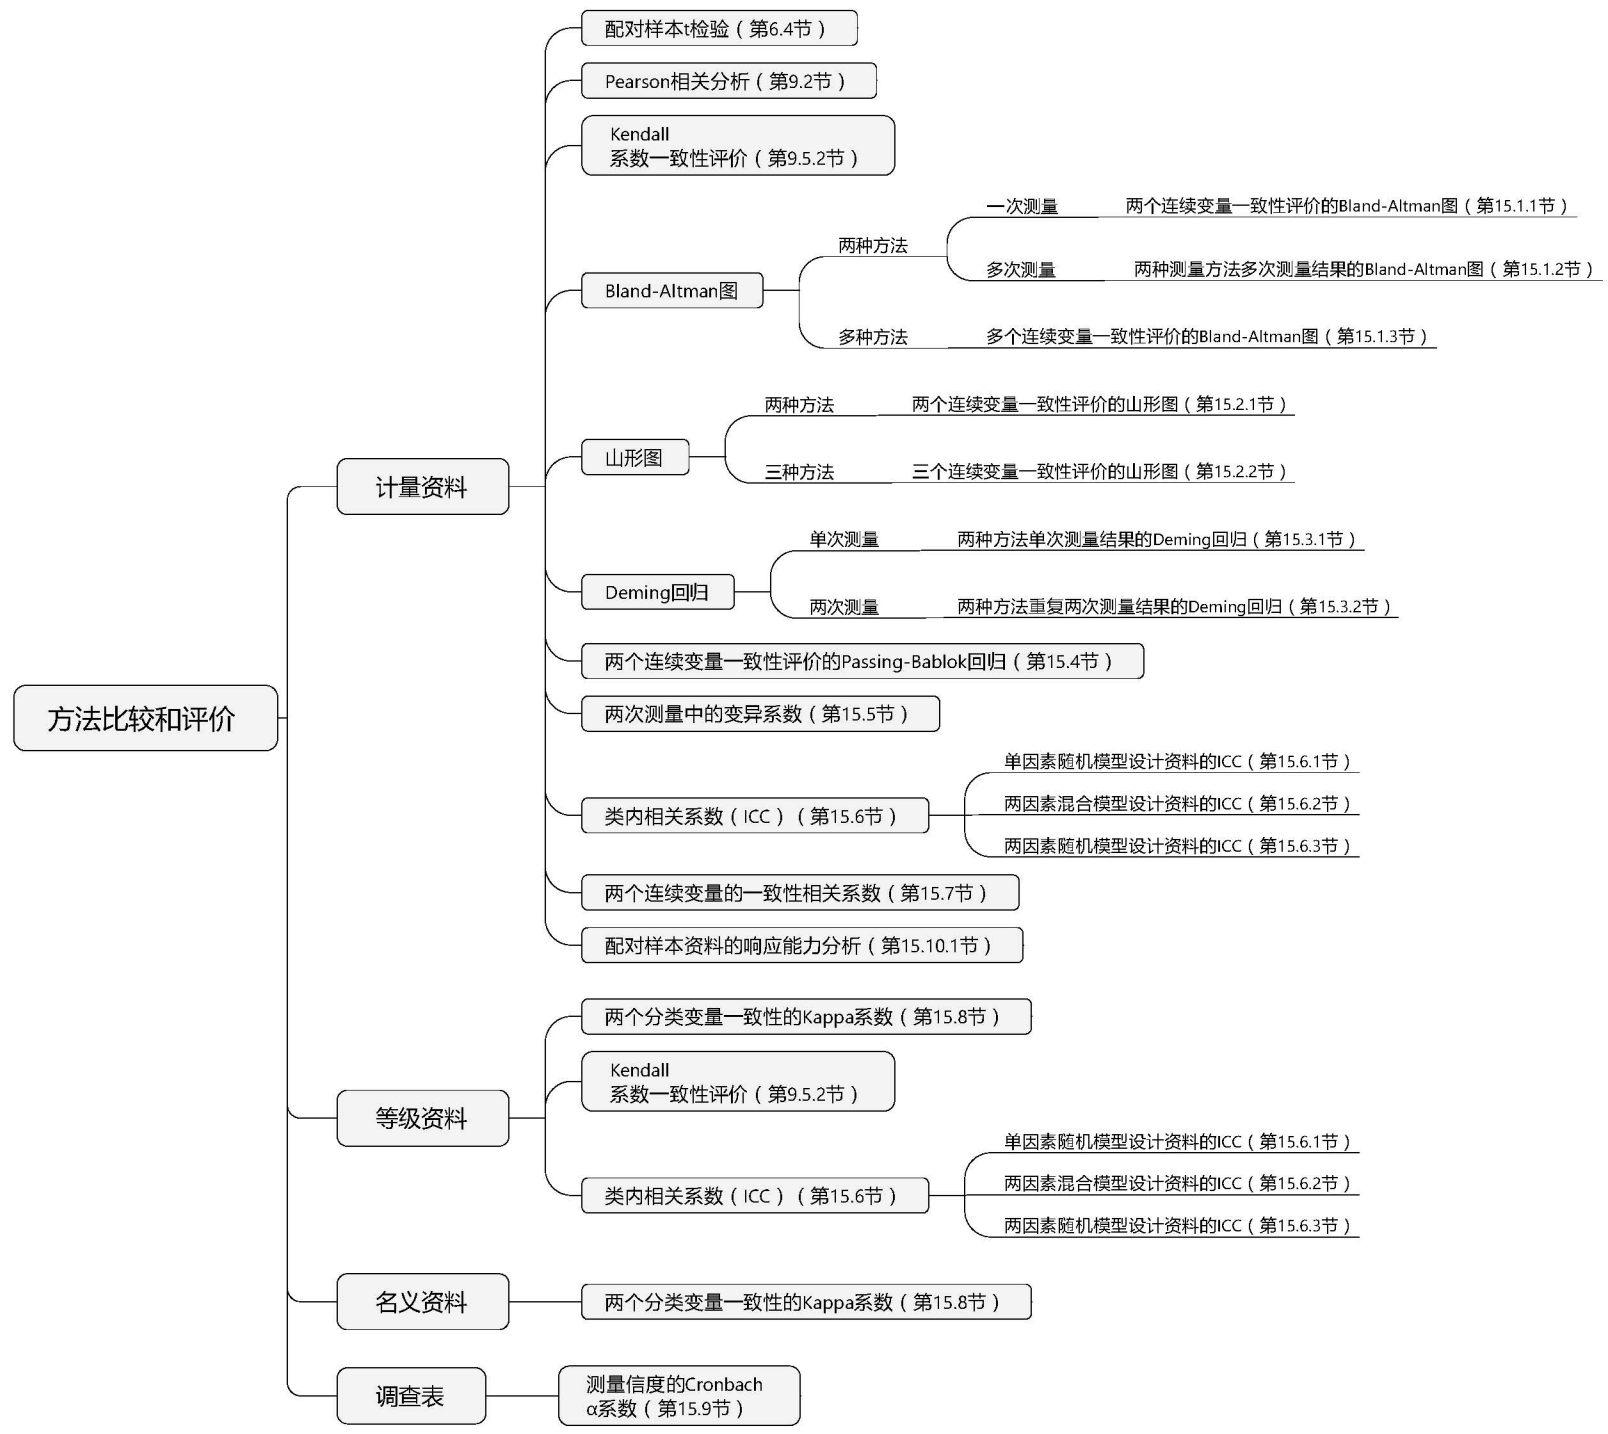 配对样本t检验（第6.4节）
Pearson相关分析（第9.2节）
Kendall
系数一致性评价（第9.5.2节）
一次测量 两个连续变量一致性评价的Bland-Altman图（第15.1.1节）
两种方法
多次测量 两种测量方法多次测量结果的Bland-Altman图（第15.1.2节）
Bland-Altman图
多种方法 多个连续变量一致性评价的Bland-Altman图（第15.1.3节）
两种方法 两个连续变量一致性评价的山形图（第15.2.1节）
山形图
三种方法 三个连续变量一致性评价的山形图（第15.2.2节）
计量资料
单次测量 两种方法单次测量结果的Deming回归（第15.3.1节）
Deming回归
两次测量 两种方法重复两次测量结果的Deming回归（第15.3.2节）
两个连续变量一致性评价的Passing-Bablok回归（第15.4节）
方法比较和评价
两次测量中的变异系数（第15.5节）
单因素随机模型设计资料的ICC（第15.6.1节）
类内相关系数（ICC）（第15.6节） 两因素混合模型设计资料的ICC（第15.6.2节）
两因素随机模型设计资料的ICC（第15.6.3节）
两个连续变量的一致性相关系数（第15.7节）
配对样本资料的响应能力分析（第15.10.1节）
两个分类变量一致性的Kappa系数（第15.8节）
Kendall
系数一致性评价（第9.5.2节）
等级资料
单因素随机模型设计资料的ICC（第15.6.1节）
类内相关系数（ICC）（第15.6节） 两因素混合模型设计资料的ICC（第15.6.2节）
两因素随机模型设计资料的ICC（第15.6.3节）
名义资料 两个分类变量一致性的Kappa系数（第15.8节）
调查表
测量信度的Cronbach
α系数（第15.9节）